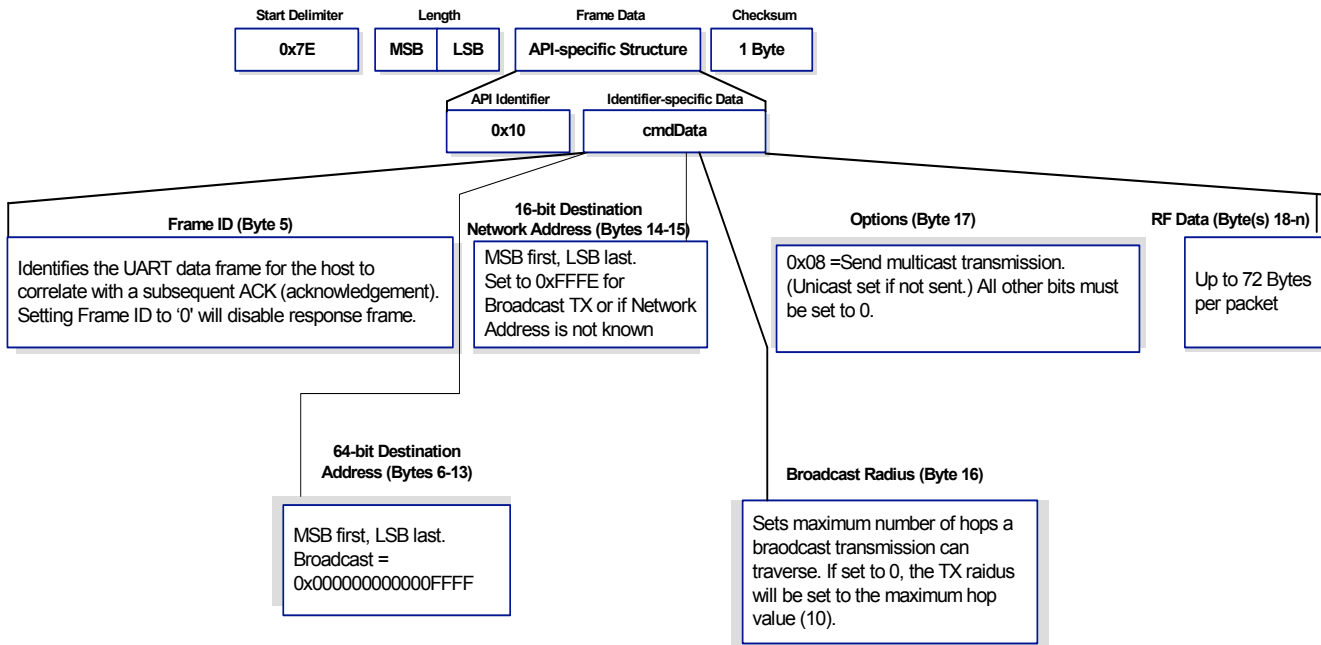 Start Delimiter
Length
Frame Data
Checksum
0x7E
MSB
LSB
API-specific Structure
1 Byte
API Identifier
Identifier-specific Data
0x10
cmdData
Frame ID (Byte 5)
Identifies the UART data frame for the host to
correlate with a subsequent ACK (acknowledgement).
Setting Frame ID to ‘0' will disable response frame.
16-bit Destination
Network Address (Bytes 14-15)
MSB first, LSB last.
Set to 0xFFFE for
Broadcast TX or if Network
Address is not known
Options (Byte 17)
0x08 =Send multicast transmission.
(Unicast set if not sent.) All other bits must
be set to 0.
RF Data (Byte(s) 18-n)
Up to 72 Bytes
per packet
64-bit Destination
Address (Bytes 6-13)
MSB first, LSB last.
Broadcast =
0x000000000000FFFF
Broadcast Radius (Byte 16)
Sets maximum number of hops a
braodcast transmission can
traverse. If set to 0, the TX raidus
will be set to the maximum hop
value (10).